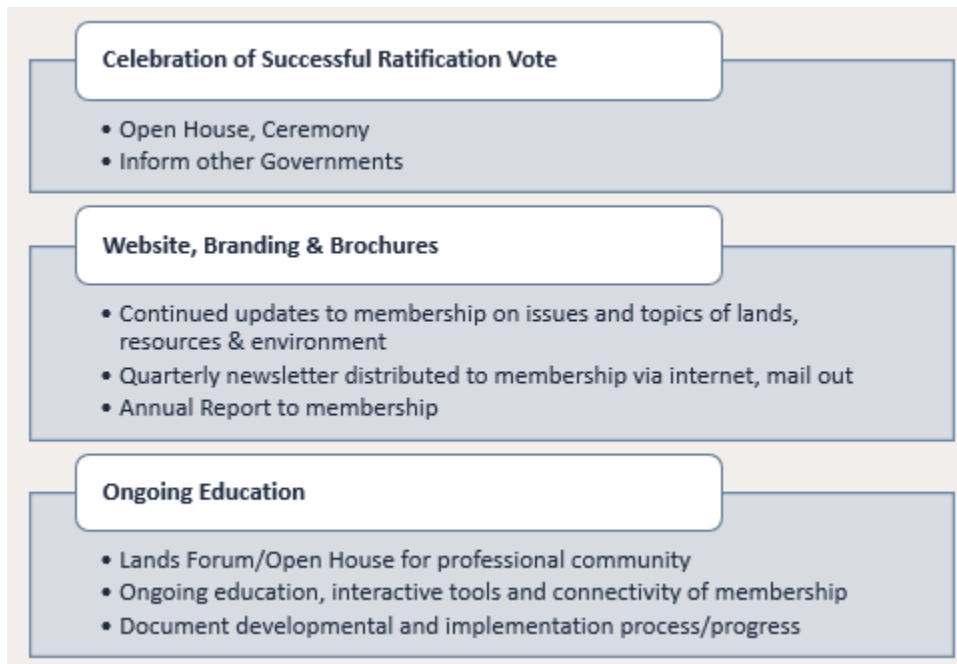 Celebration of Successful Ratification Vote
• Open House, Ceremony
• Inform other Governments
Website, Branding & Brochures
• Continued updates to membership on issues and topics of lands,
resources & environment
• Quarterly newsletter distributed to membership via internet, mail out
• Annual Report to membership
Ongoing Education
• Lands Forum/Open House for professional community
• Ongoing education, interactive tools and connectivity of membership
• Document developmental and implementation process/progress